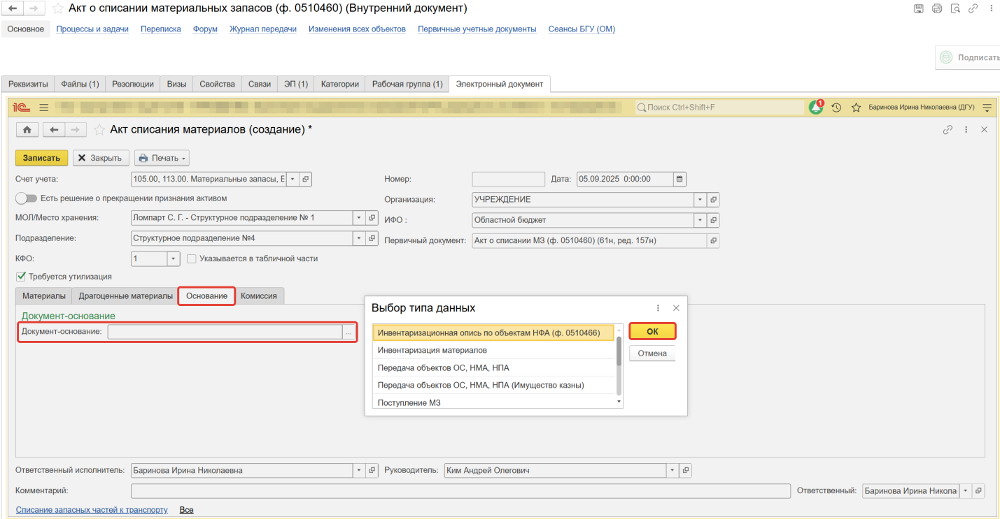 Акт о списании материальных запасов (ф. 0510460) (Внутренний документ)
Основное Процессы и задачи Переписка Форум Журнал передачи Изменения всех объектов Первичные учетные документы Сеансы БГУ (ОМ)
Подписать
Реквизиты Файлы (1) Резолюции Визы Свойства Связи ЭП (1) Категории Рабочая группа (1) Электронный документ
1С Поиск Ctrl+Shift+F 1 Баринова Ирина Николаевна (ДГУ)
Акт списания материалов (создание) *
Записать Закрыть Печать
Счет учета: 105.00, 113.00. Материальные запасы, Б Номер: Дата: 05.09.2025 0:00:00
Есть решение о прекращении признания активом Организация: УЧРЕЖДЕНИЕ
МОЛ/Место хранения: Ломпарт С. Г. - Структурное подразделение № 1 ИФО : Областной бюджет
Подразделение: Структурное подразделение №4 Первичный документ: Акт о списании МЗ (ф. 0510460) (61н, ред. 157н)
КФО: 1 Указывается в табличной части
Требуется утилизация
Материалы Драгоценные материалы Основание Комиссия
Выбор типа данных
Документ-основание
Документ-основание: ...
Инвентаризационная опись по объектам НФА (ф. 0510466) ОК
Инвентаризация материалов
Отмена
Передача объектов ОС, НМА, НПА
Передача объектов ОС, НМА, НПА (Имущество казны)
Поступление МЗ
Ответственный исполнитель: Баринова Ирина Николаевна Руководитель: Ким Андрей Олегович
Комментарий: Ответственный: Баринова Ирина Никола
Списание запасных частей к транспорту Все